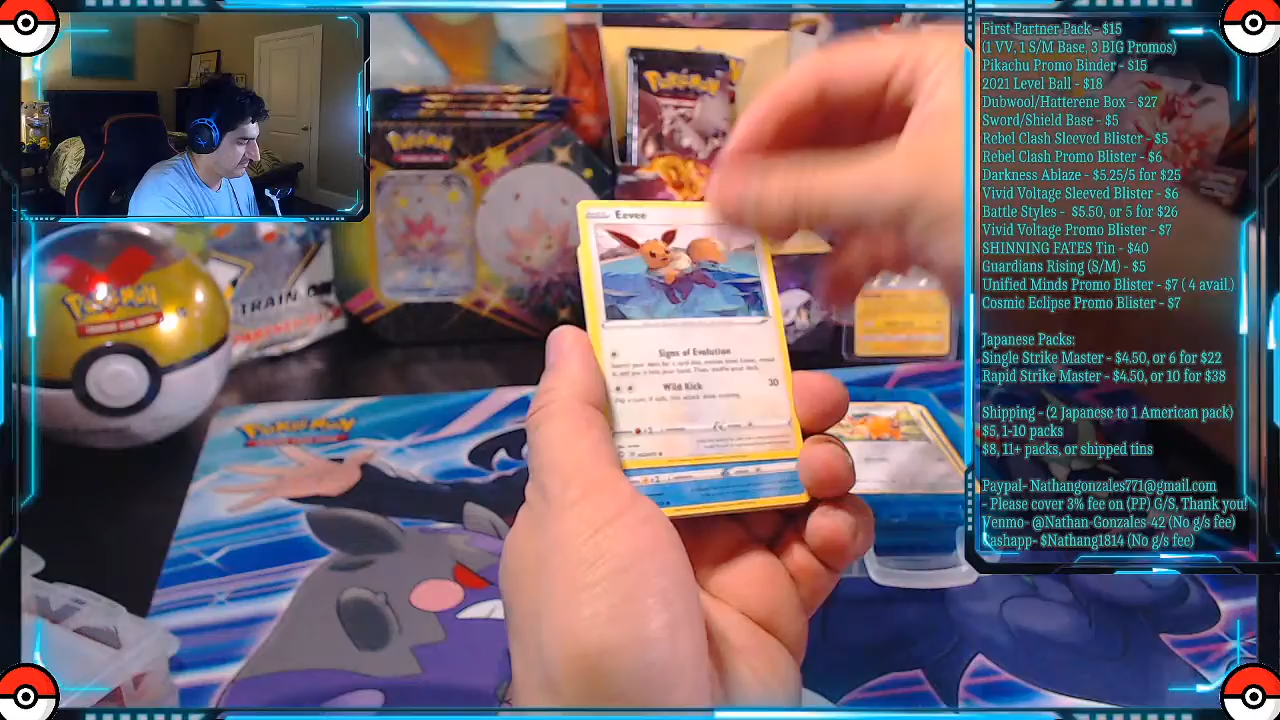 First Partner Pack - $15
(1 VV, 1 S/M Base, 3 BIG Promos)
Pikachu Promo Binder - $15
2021 Level Ball - $18
Dubwool/Hatterene Box - $27
Sword/Shield Base - $5
Rebel Clash Sleeved Blister - $5
Rebel Clash Promo Blister - $6
Darkness Ablaze - $5.25/5 for $25
Vivid Voltage Sleeved Blister - $6
Battle Styles - $5.50, or 5 for $26
Vivid Voltage Promo Blister - $7
SHINNING FATES Tin - $40
Guardians Rising (S/M) - $5
Unified Minds Promo Blister - $7 ( 4 avail.)
Cosmic Eclipse Promo Blister - $7
Japanese Packs:
Single Strike Master - $4.50, or 6 for $22
Rapid Strike Master - $4.50, or 10 for $38
Shipping - (2 Japanese to 1 American pack)
$5, 1-10 packs
$8, 11+ packs, or shipped tins
Paypal- Nathangonzales771@gmail.com
- Please cover 3% fee on (PP) G/S, Thank you!
Venmo- @Nathan-Gonzales-42 (No g/s fee)
Cashapp- $Nathang1814 (No g/s fee)
Pokémon
Pokémon
Pokémon
TRAIN
Pokémon
Eevee
Signs of Evolution
Wild Kick 30